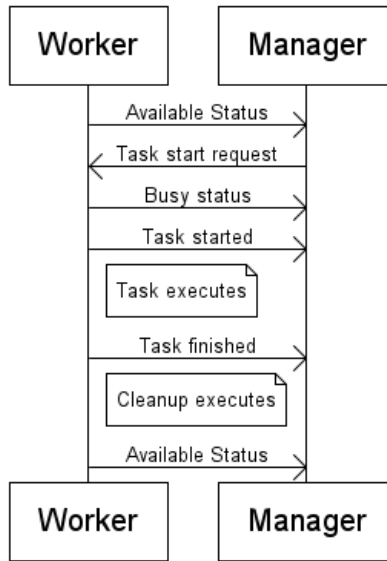 Worker Manager
Available Status
Task start request
Busy status
Task started
Task executes
Task finished
Cleanup executes
Available Status
Worker Manager